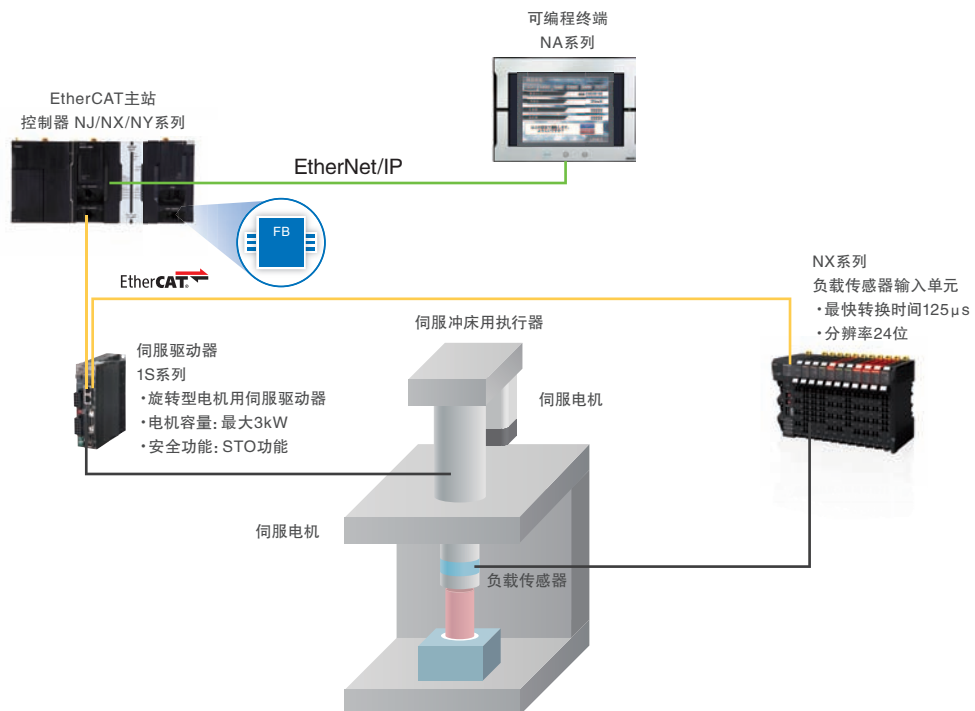 可编程终端
NA系列
EtherCAT主站
控制器 NJ/NX/NY系列
EtherNet/IP
FB
EtherCAT®
NX系列
负载传感器输入单元
・最快转换时间125μs
・分辨率24位
伺服冲床用执行器
伺服驱动器
1S系列
・旋转型电机用伺服驱动器
・电机容量：最大3kW
・安全功能：STO功能
伺服电机
伺服电机
负载传感器